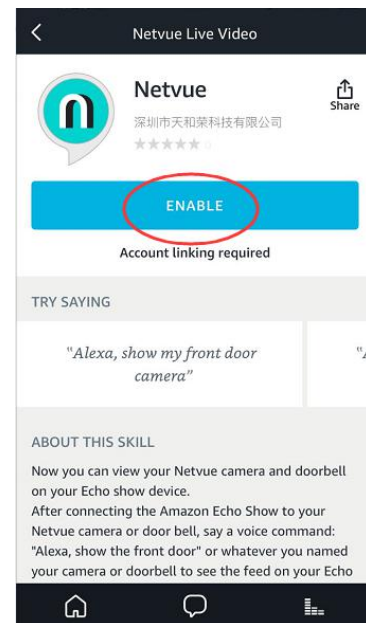 Netvue Live Video
Netvue
Share
深圳市天和荣科技有限公司
ENABLE
Account linking required
TRY SAYING
"Alexa, show my front door
camera"
ABOUT THIS SKILL
Now you can view your Netvue camera and doorbell
on your Echo show device.
After connecting the Amazon Echo Show to your
Netvue camera or door bell, say a voice command:
"Alexa, show the front door" or whatever you named
your camera or doorbell to see the feed on your Echo